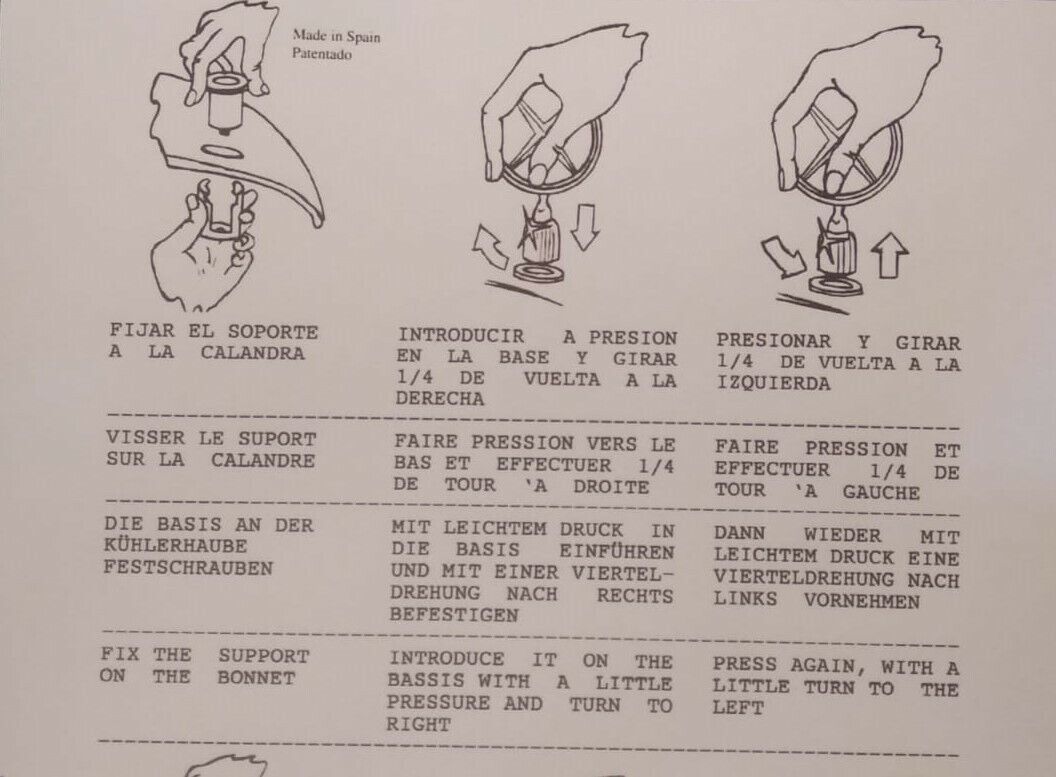 Made in Spain
Patentado
FIJAR EL SOPORTE
A LA CALANDRA
INTRODUCIR A PRESION
EN LA BASE Y GIRAR
1/4 DE VUELTA A LA
DERECHA
PRESIONAR Y GIRAR
1/4 DE VUELTA A LA
IZQUIERDA
VISSER LE SUPORT
SUR LA CALANDRE
FAIRE PRESSION VERS LE
BAS ET EFFECTUER 1/4
DE TOUR 'A DROITE
FAIRE PRESSION ET
EFFECTUER 1/4 DE
TOUR 'A GAUCHE
DIE BASIS AN DER
KÜHLERHAUBE
FESTSCHRAUBEN
MIT LEICHTEM DRUCK IN
DIE BASIS EINFÜHREN
UND MIT EINER VIERTEL-
DREHUNG NACH RECHTS
BEFESTIGEN
DANN WIEDER MIT
LEICHTEM DRUCK EINE
VIERTELDREHUNG NACH
LINKS VORNEHMEN
FIX THE SUPPORT
ON THE BONNET
INTRODUCE IT ON THE
BASSIS WITH A LITTLE
PRESSURE AND TURN TO
RIGHT
PRESS AGAIN, WITH A
LITTLE TURN TO THE
LEFT